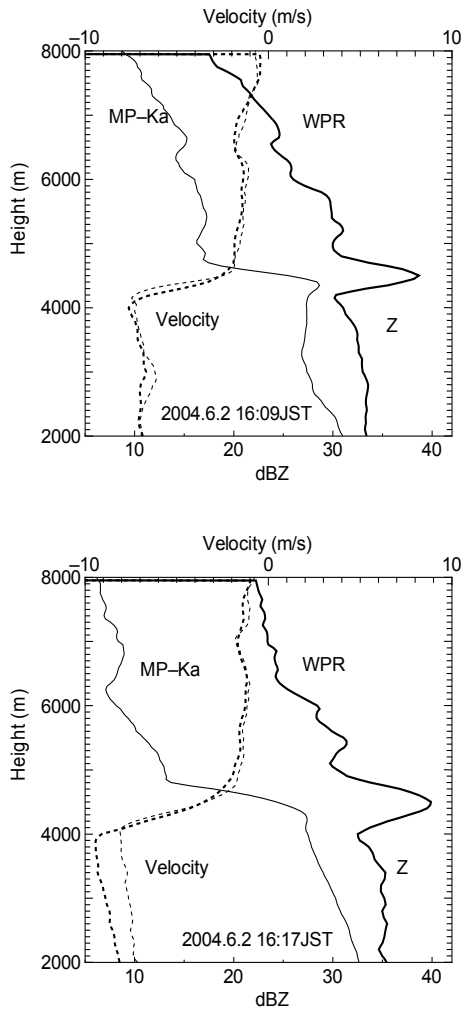 Velocity (m/s)
−10 0 10
8000
6000
4000
2000
Height (m)
MP–Ka
WPR
Velocity
Z
2004.6.2 16:09JST
10 20 30 40
dBZ
Velocity (m/s)
-10 0 10
8000
6000
4000
2000
Height (m)
MP–Ka
WPR
Velocity
Z
2004.6.2 16:17JST
10 20 30 40
dBZ